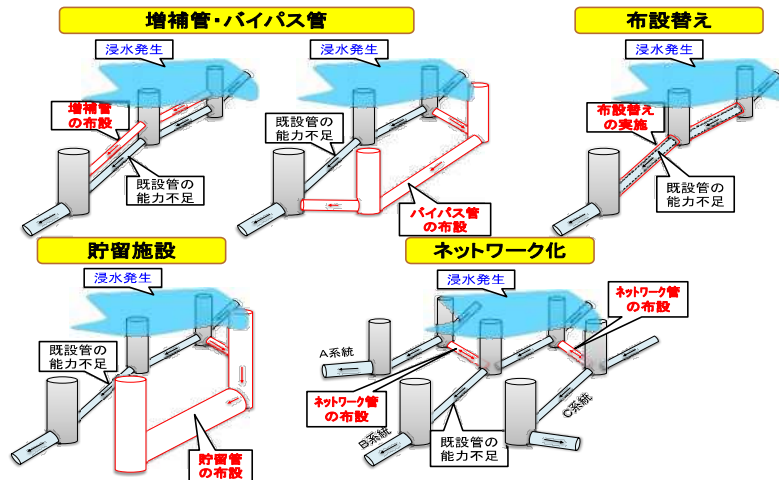 増補管・バイパス管
浸水発生
増補管
の布設
既設管の
能力不足
浸水発生
既設管の
能力不足
バイパス管
の布設
布設替え
浸水発生
布設替え
の実施
既設管の
能力不足
貯留施設
浸水発生
既設管の
能力不足
貯留管
の布設
ネットワーク化
浸水発生
ネットワーク管
の布設
A系統
ネットワーク管
の布設
B系統
既設管の
能力不足
C系統